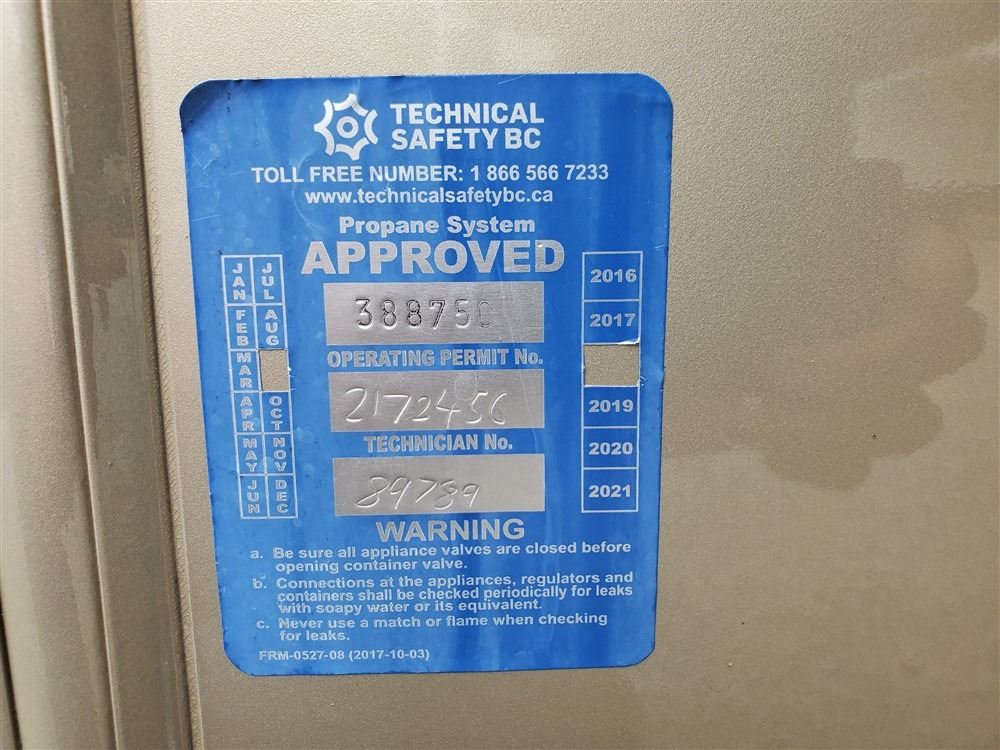 TECHNICAL
SAFETY BC
TOLL FREE NUMBER: 1 866 566 7233
www.technicalsafetybc.ca
Propane System
APPROVED
388750
OPERATING PERMIT No.
2172456
TECHNICIAN No.
89789
JAN JUL
FEB AUG
MAR
APR OCT
MAY NOV
JUN DEC
2016
2017
2019
2020
2021
WARNING
a. Be sure all appliance valves are closed before
opening container valve.
b. Connections at the appliances, regulators and
containers shall be checked periodically for leaks
with soapy water or its equivalent.
c. Never use a match or flame when checking
for leaks.
FRM-0527-08 (2017-10-03)